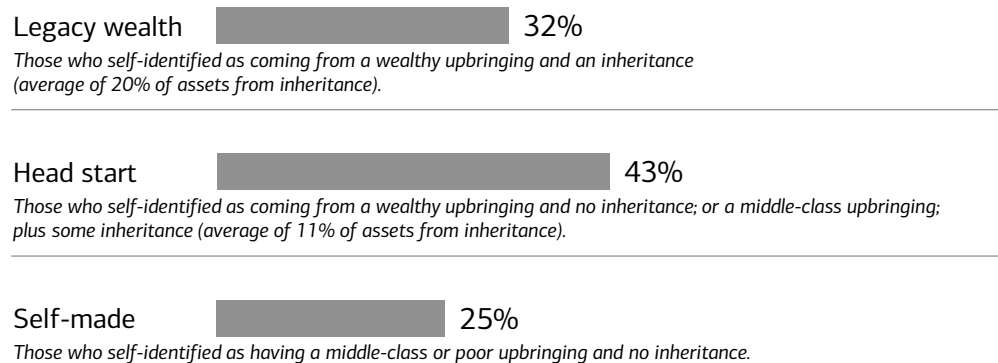 Legacy wealth 32%
Those who self-identified as coming from a wealthy upbringing and an inheritance
(average of 20% of assets from inheritance).
Head start 43%
Those who self-identified as coming from a wealthy upbringing and no inheritance; or a middle-class upbringing;
plus some inheritance (average of 11% of assets from inheritance).
Self-made 25%
Those who self-identified as having a middle-class or poor upbringing and no inheritance.